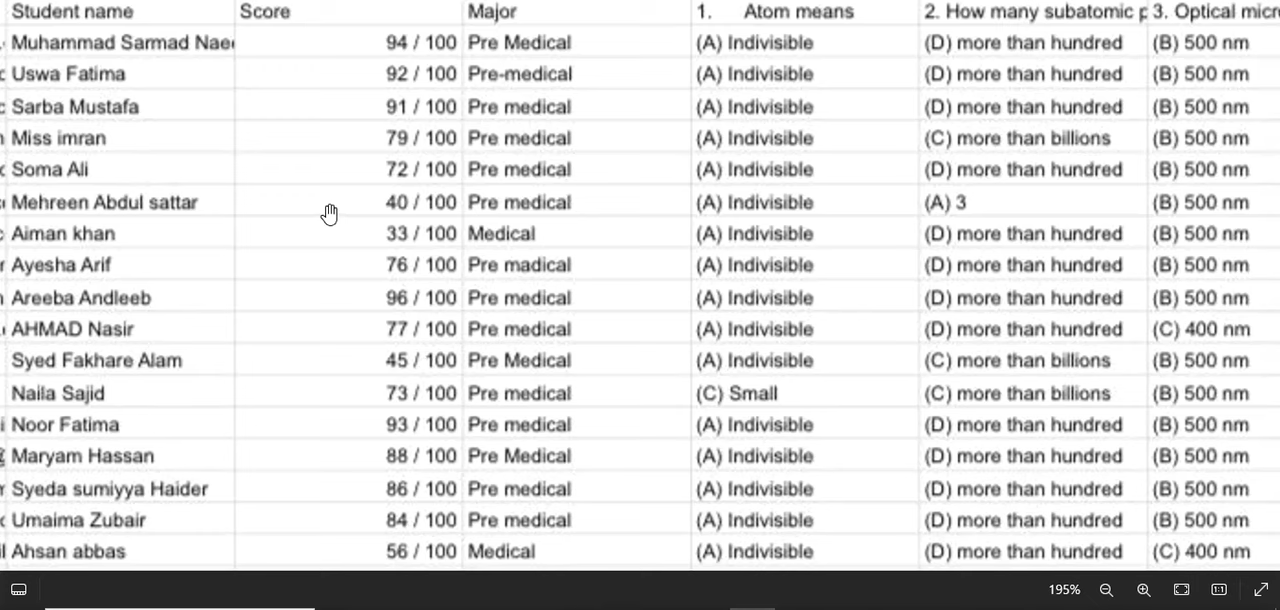 Student name Score Major 1. Atom means 2. How many subatomic p 3. Optical micr
Muhammad Sarmad Nae 94 / 100 Pre Medical (A) Indivisible (D) more than hundred (B) 500 nm
Uswa Fatima 92 / 100 Pre-medical (A) Indivisible (D) more than hundred (B) 500 nm
Sarba Mustafa 91 / 100 Pre medical (A) Indivisible (D) more than hundred (B) 500 nm
Miss imran 79 / 100 Pre medical (A) Indivisible (C) more than billions (B) 500 nm
Soma Ali 72 / 100 Pre medical (A) Indivisible (D) more than hundred (B) 500 nm
Mehreen Abdul sattar 40 / 100 Pre medical (A) Indivisible (A) 3 (B) 500 nm
Aiman khan 33 / 100 Medical (A) Indivisible (D) more than hundred (B) 500 nm
Ayesha Arif 76 / 100 Pre madical (A) Indivisible (D) more than hundred (B) 500 nm
Areeba Andleeb 96 / 100 Pre medical (A) Indivisible (D) more than hundred (B) 500 nm
AHMAD Nasir 77 / 100 Pre medical (A) Indivisible (D) more than hundred (C) 400 nm
Syed Fakhare Alam 45 / 100 Pre Medical (A) Indivisible (C) more than billions (B) 500 nm
Naila Sajid 73 / 100 Pre medical (C) Small (C) more than billions (B) 500 nm
Noor Fatima 93 / 100 Pre medical (A) Indivisible (D) more than hundred (B) 500 nm
Maryam Hassan 88 / 100 Pre Medical (A) Indivisible (D) more than hundred (B) 500 nm
Syeda sumiyya Haider 86 / 100 Pre medical (A) Indivisible (D) more than hundred (B) 500 nm
Umaima Zubair 84 / 100 Pre medical (A) Indivisible (D) more than hundred (B) 500 nm
Ahsan abbas 56 / 100 Medical (A) Indivisible (D) more than hundred (C) 400 nm
195% 1:1